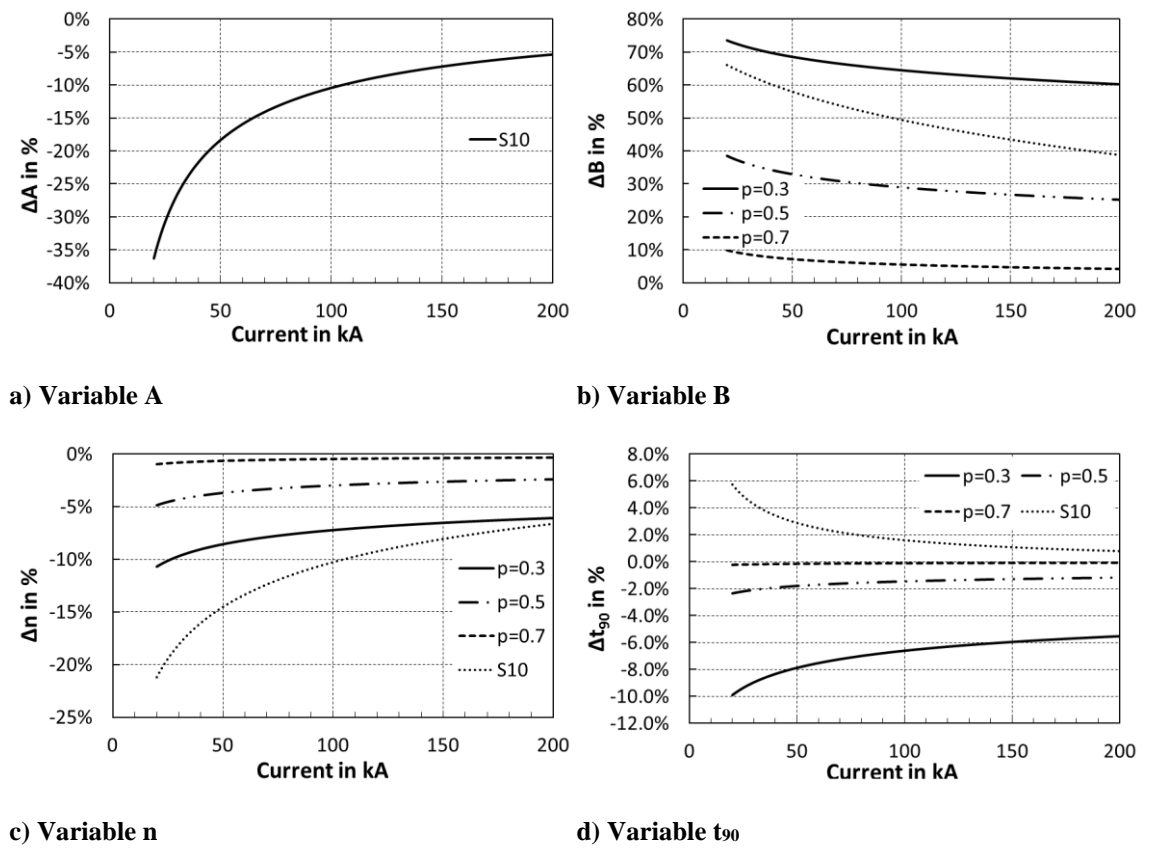 0%
-5%
-10%
-15%
-20%
-25%
-30%
-35%
-40%
ΔA in %
S10
0 50 100 150 200
Current in kA
80%
70%
60%
50%
40%
30%
20%
10%
0%
ΔB in %
p=0.3
p=0.5
p=0.7
0 50 100 150 200
Current in kA
a) Variable A
b) Variable B
0%
-5%
-10%
-15%
-20%
-25%
Δn in %
p=0.3
p=0.5
p=0.7
S10
0 50 100 150 200
Current in kA
8.0%
6.0%
4.0%
2.0%
0.0%
-2.0%
-4.0%
-6.0%
-8.0%
-10.0%
-12.0%
Δt90 in %
p=0.3 p=0.5
p=0.7 S10
0 50 100 150 200
Current in kA
c) Variable n
d) Variable t90